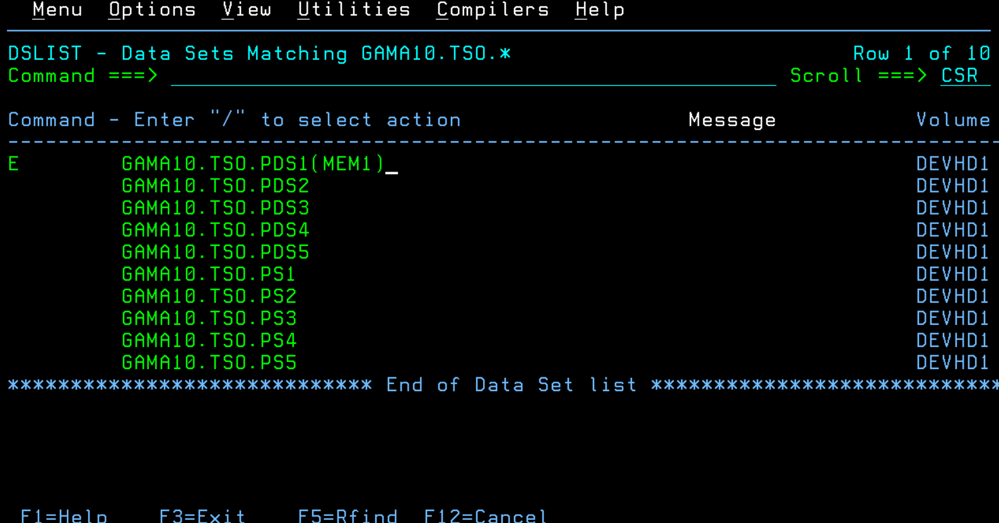 Menu Options View Utilities Compilers Help
DSLIST - Data Sets Matching GAMA10.TSO.* Row 1 of 10
Command ===> Scroll ===> CSR
Command - Enter "/" to select action Message Volume
-------------------------------------------------------------------------------
E GAMA10.TSO.PDS1(MEM1)_ DEVHD1
GAMA10.TSO.PDS2 DEVHD1
GAMA10.TSO.PDS3 DEVHD1
GAMA10.TSO.PDS4 DEVHD1
GAMA10.TSO.PDS5 DEVHD1
GAMA10.TSO.PS1 DEVHD1
GAMA10.TSO.PS2 DEVHD1
GAMA10.TSO.PS3 DEVHD1
GAMA10.TSO.PS4 DEVHD1
GAMA10.TSO.PS5 DEVHD1
***************************** End of Data Set list ****************************
F1=Help F3=Exit F5=Rfind F12=Cancel